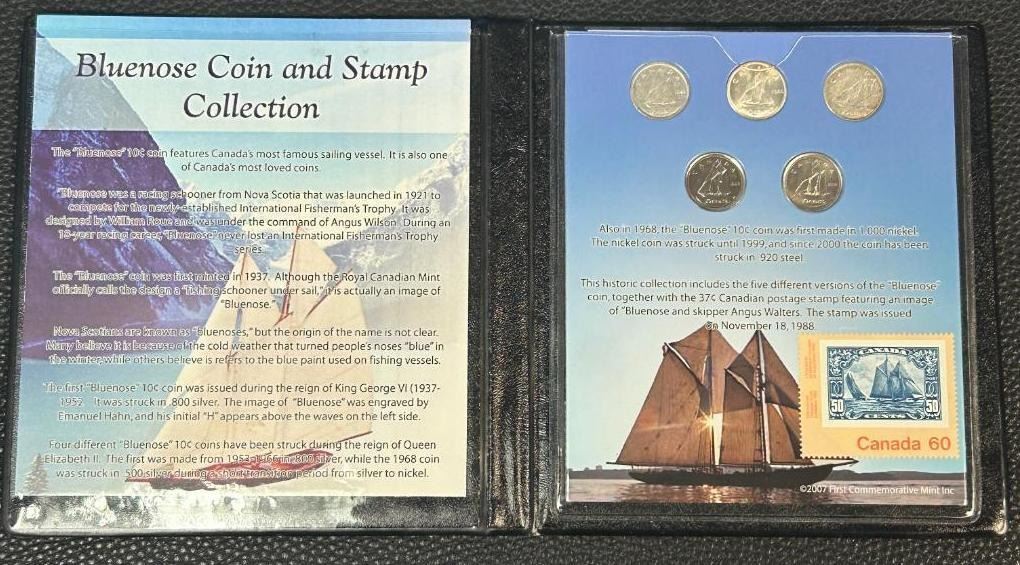 Bluenose Coin and Stamp
Collection
The "Bluenose" 10¢ coin features Canada's most famous sailing vessel. It is also one
of Canada's most loved coins.
"Bluenose was a racing schooner from Nova Scotia that was launched in 1921 to
compete for the newly-established International Fisherman's Trophy. It was
designed by William Roue and was under the command of Angus Wilson. During an
18-year racing career, "Bluenose" never lost an International Fisherman's Trophy
series.
The "Bluenose" coin was first minted in 1937. Although the Royal Canadian Mint
officially calls the design a "fishing schooner under sail," it is actually an image of
"Bluenose."
Nova Scotians are known as "bluenoses," but the origin of the name is not clear.
Many believe it is because of the cold weather that turned people's noses "blue" in
the winter, while others believe is refers to the blue paint used on fishing vessels.
The first "Bluenose" 10¢ coin was issued during the reign of King George VI (1937-
1952. It was struck in .800 silver. The image of "Bluenose" was engraved by
Emanuel Hahn, and his initial "H" appears above the waves on the left side.
Four different "Bluenose" 10¢ coins have been struck during the reign of Queen
Elizabeth II. The first was made from 1953-1966 in .800 silver, while the 1968 coin
was struck in .500 silver during a short transition period from silver to nickel.
Also in 1968, the "Bluenose" 10¢ coin was first made in 1.000 nickel.
The nickel coin was struck until 1999, and since 2000 the coin has been
struck in .920 steel.
This historic collection includes the five different versions of the "Bluenose"
coin, together with the 37¢ Canadian postage stamp featuring an image
of "Bluenose and skipper Angus Walters. The stamp was issued
On November 18, 1988.
CANADA
50 CENTS 50
Canada 60
©2007 First Commemorative Mint Inc